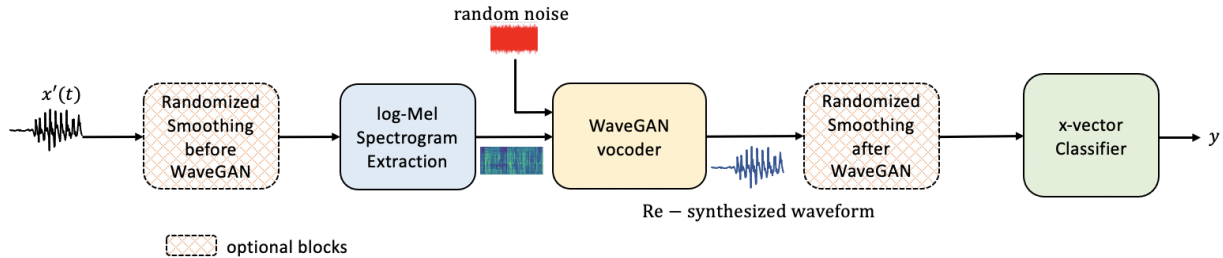 random noise
x′(t)
Randomized
Smoothing
before
WaveGAN
log-Mel
Spectrogram
Extraction
WaveGAN
vocoder
Randomized
Smoothing
after
WaveGAN
x-vector
Classifier
y
Re − synthesized waveform
optional blocks